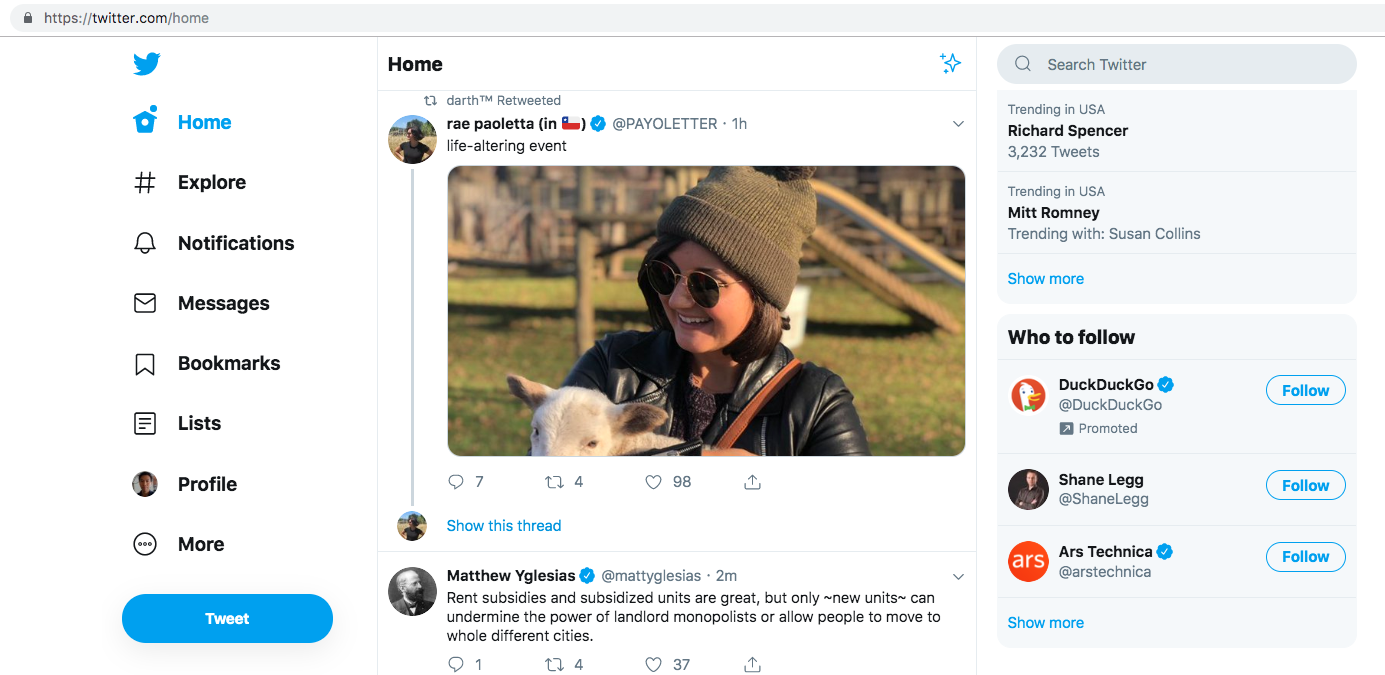 https://twitter.com/home
Home
Explore
Notifications
Messages
Bookmarks
Lists
Profile
More
Tweet
Home
darth™ Retweeted
rae paoletta (in 🇨🇱) @PAYOLETTER · 1h
life-altering event
7 4 98
Show this thread
Matthew Yglesias @mattyglesias · 2m
Rent subsidies and subsidized units are great, but only ~new units~ can
undermine the power of landlord monopolists or allow people to move to
whole different cities.
1 4 37
Search Twitter
Trending in USA
Richard Spencer
3,232 Tweets
Trending in USA
Mitt Romney
Trending with: Susan Collins
Show more
Who to follow
DuckDuckGo
@DuckDuckGo
Promoted
Follow
Shane Legg
@ShaneLegg
Follow
ars
Ars Technica
@arstechnica
Follow
Show more